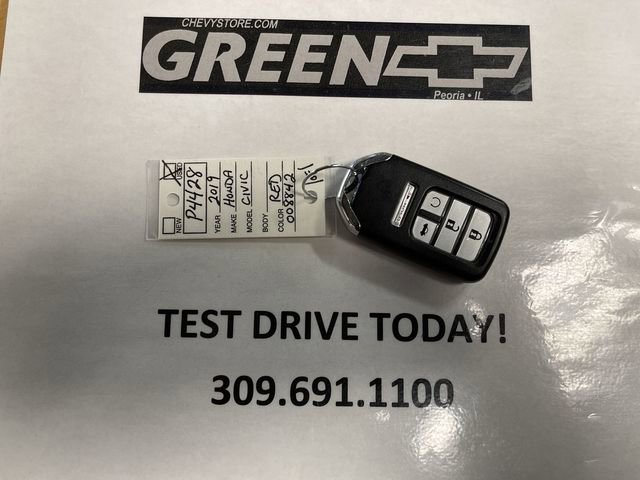 CHEVYSTORE.COM
GREEN
Peoria • IL
NEW USED
P4428
YEAR 2019
MAKE HONDA
MODEL CIVIC
BODY
COLOR RED
008842
TEST DRIVE TODAY!
309.691.1100